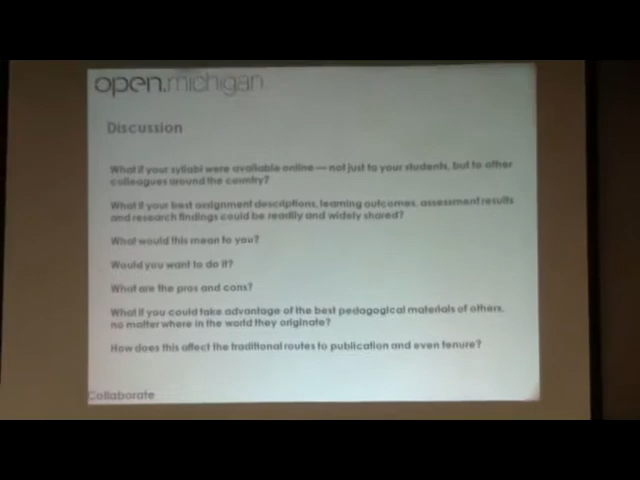 open.michigan
Discussion
What if your syllabi were available online — not just to your students, but to other
colleagues around the country?
What if your best assignment descriptions, learning outcomes, assessment results
and research findings could be readily and widely shared?
What would this mean to you?
Would you want to do it?
What are the pros and cons?
What if you could take advantage of the best pedagogical materials of others,
no matter where in the world they originate?
How does this affect the traditional routes to publication and even tenure?
Collaborate